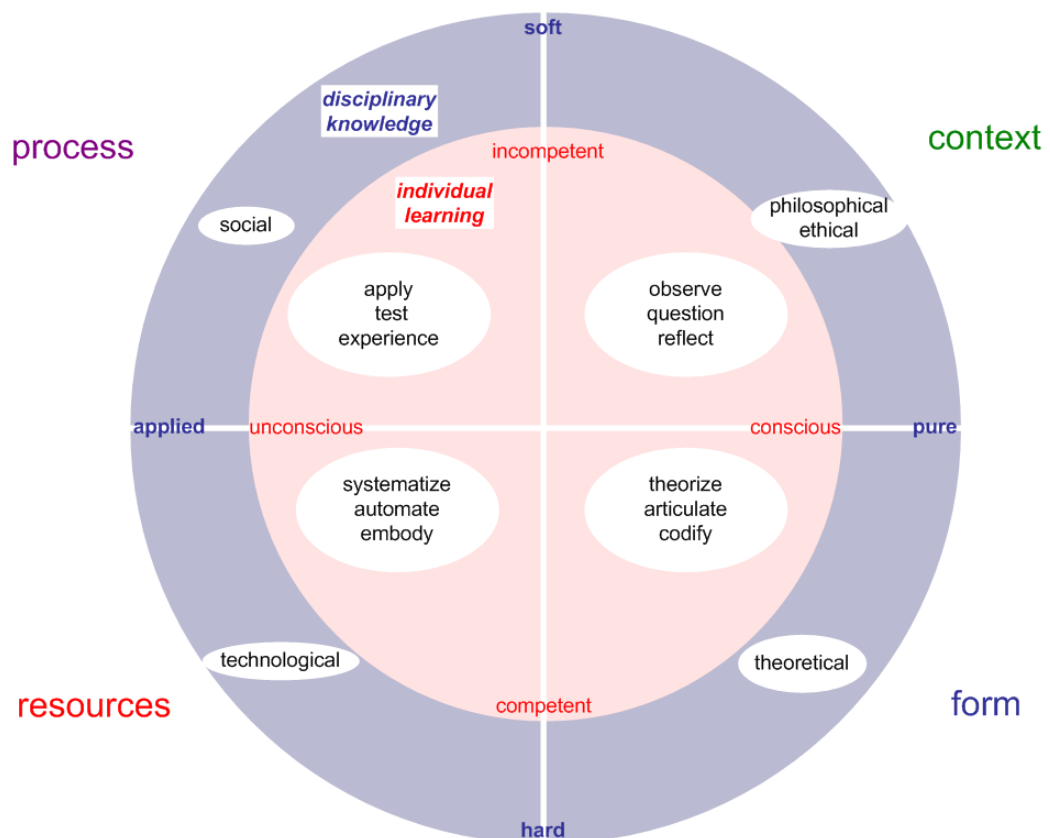 soft
disciplinary
knowledge
process
context
incompetent
individual
learning
social
philosophical
ethical
apply
test
experience
observe
question
reflect
applied
unconscious
conscious
pure
systematize
automate
embody
theorize
articulate
codify
technological
theoretical
resources
competent
form
hard